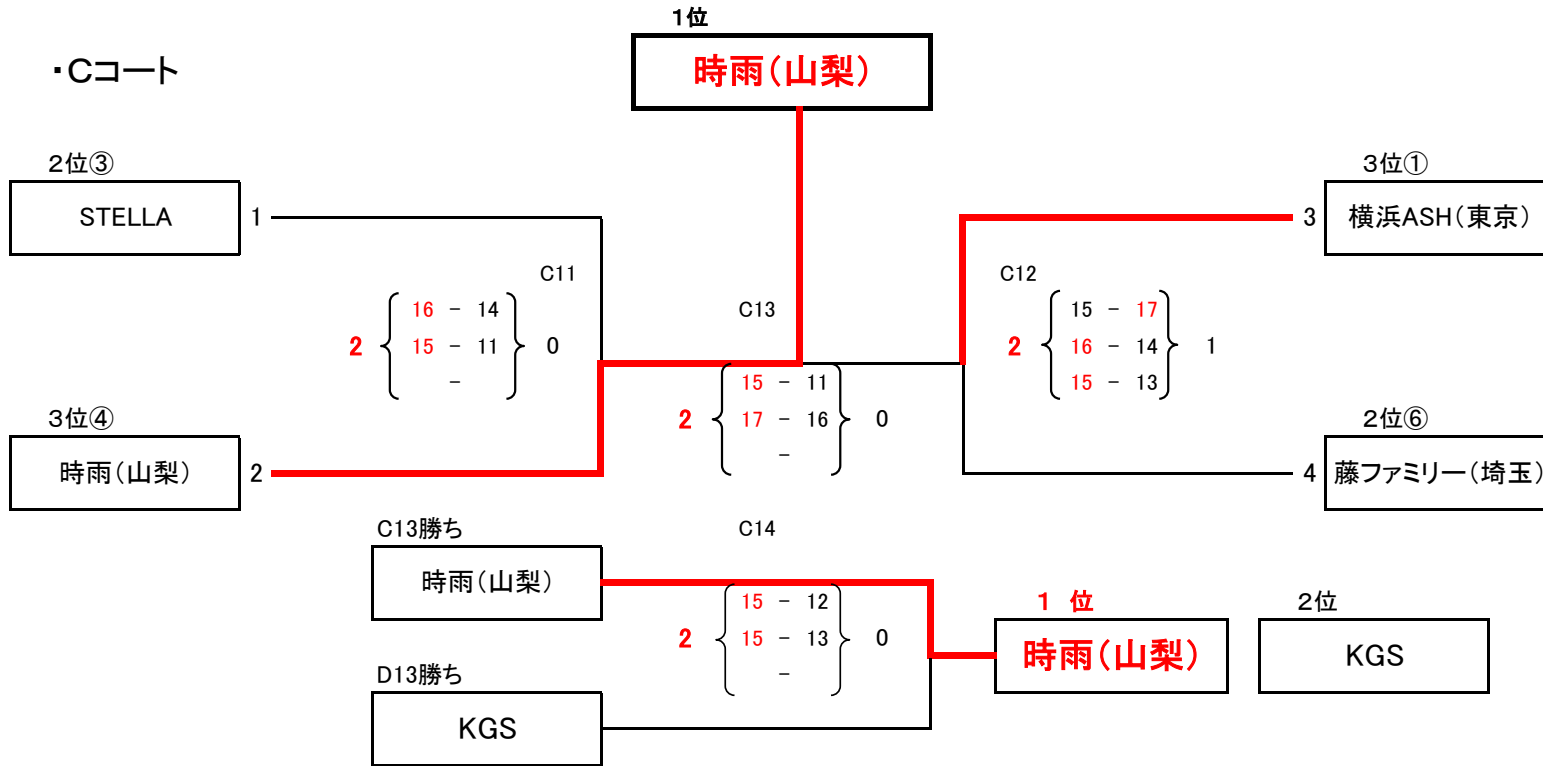 1位
・Cコート
時雨(山梨)
2位③
3位①
STELLA 1
3 横浜ASH(東京)
C11
C12
C13
2 16 - 14 0
15 - 11
-
2 15 - 17 1
16 - 14
15 - 13
2 15 - 11 0
17 - 16
-
3位④
2位⑥
時雨(山梨) 2
4 藤ファミリー(埼玉)
C13勝ち
C14
時雨(山梨)
2 15 - 12 0
15 - 13
-
1 位
2位
時雨(山梨)
KGS
D13勝ち
KGS